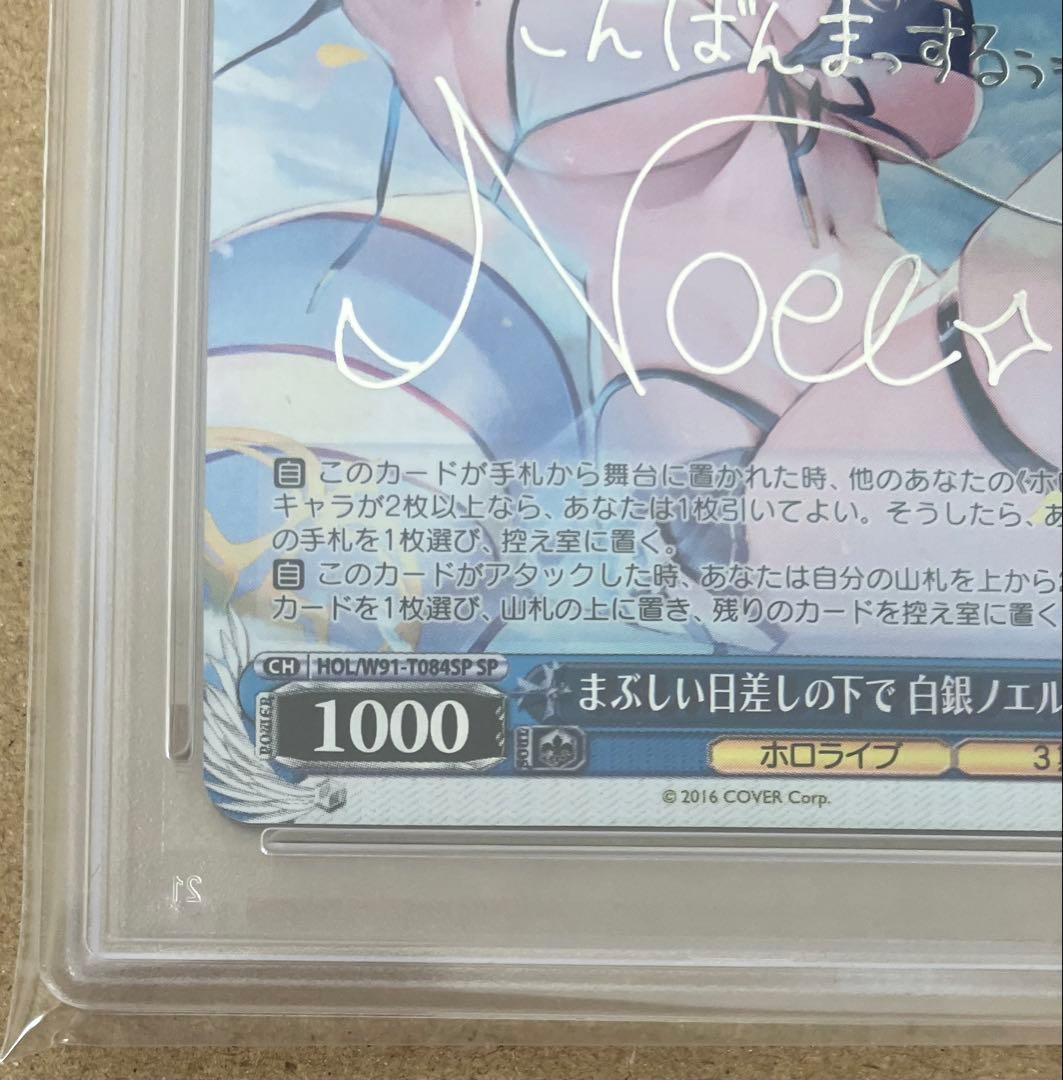 こんばんまっするぅ
Noel
自 このカードが手札から舞台に置かれた時、他のあなたの《ホ
キャラが2枚以上なら、あなたは1枚引いてよい。そうしたら、あ
の手札を1枚選び、控え室に置く。
自 このカードがアタックした時、あなたは自分の山札を上から
カードを1枚選び、山札の上に置き、残りのカードを控え室に置く
CH HOL/W91-T084SP SP
POWER 1000 SOUL
まぶしい日差しの下で 白銀ノエル
ホロライブ 3
© 2016 COVER Corp.
21